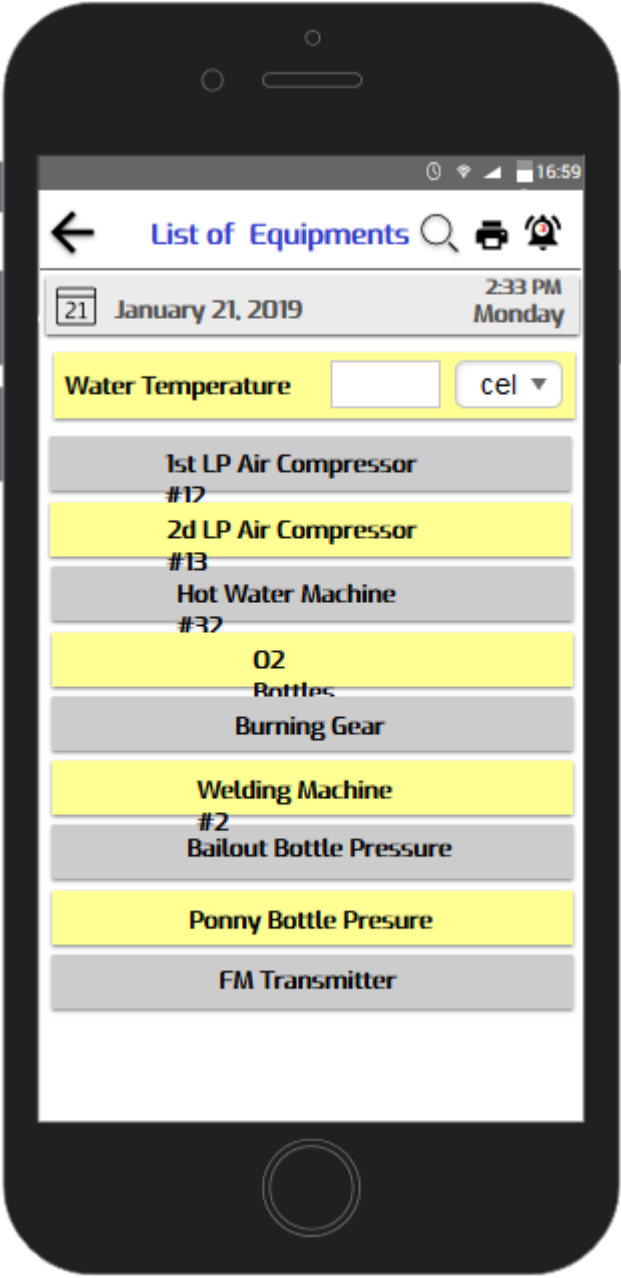 16:59
List of Equipments
2:33 PM
21 January 21, 2019
Monday
Water Temperature cel
1st LP Air Compressor
#12
2d LP Air Compressor
#13
Hot Water Machine
#32
O2
Bottles
Burning Gear
Welding Machine
#2
Bailout Bottle Pressure
Ponny Bottle Presure
FM Transmitter